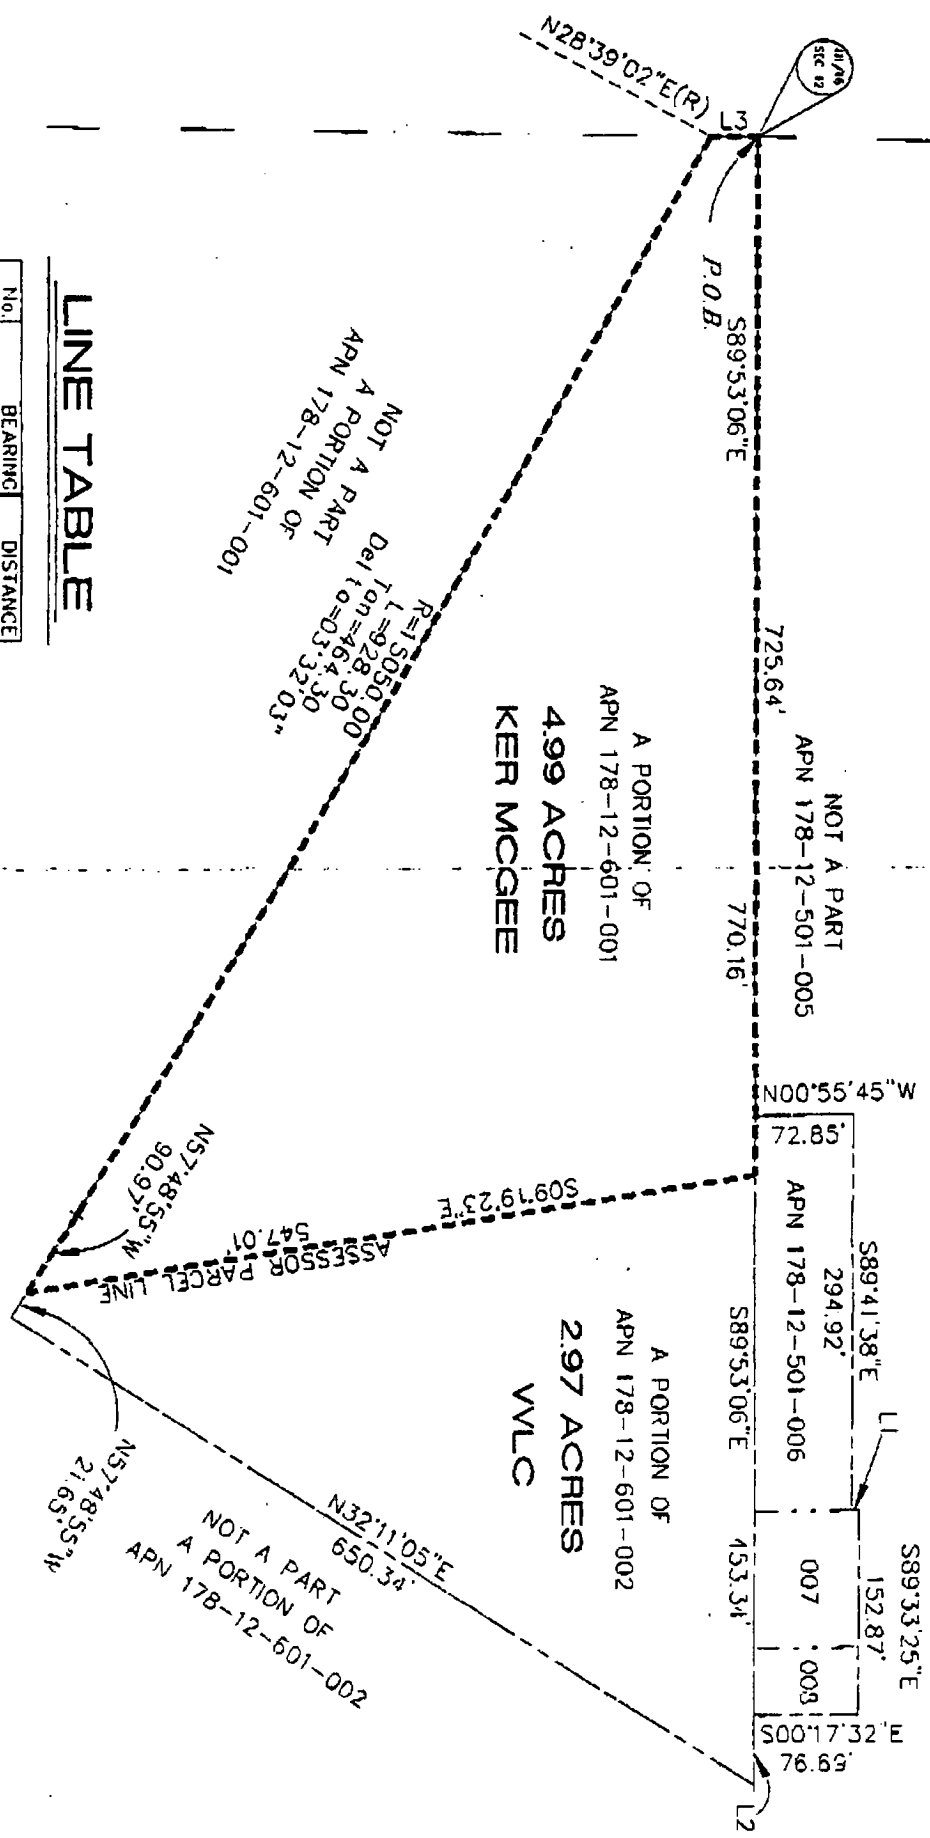 SEC 12
N28°39'02"E(R)
L3
P.O.B.
S89°53'06"E
725.64'
770.16'
NOT A PART
APN 178-12-501-005
N00°55'45"W
72.85'
S89°41'38"E
294.92'
APN 178-12-501-006
L1
S89°33'25"E
152.87'
007
008
S00°17'32"E
76.69'
L2
S89°53'06"E
453.34'
A PORTION OF
APN 178-12-601-001
4.99 ACRES
KER MCGEE
A PORTION OF
APN 178-12-601-002
2.97 ACRES
VVLC
S09°19'23"E
547.01'
ASSESSOR PARCEL LINE
N32°11'05"E
650.34'
NOT A PART
A PORTION OF
APN 178-12-601-002
N57°48'55"W
90.97'
N57°48'55"W
21.65'
R=15050.00
L=928.30
Tan=464.30
Delta=03°32'03"
NOT A PART
A PORTION OF
APN 178-12-601-001
LINE TABLE
No. BEARING DISTANCE